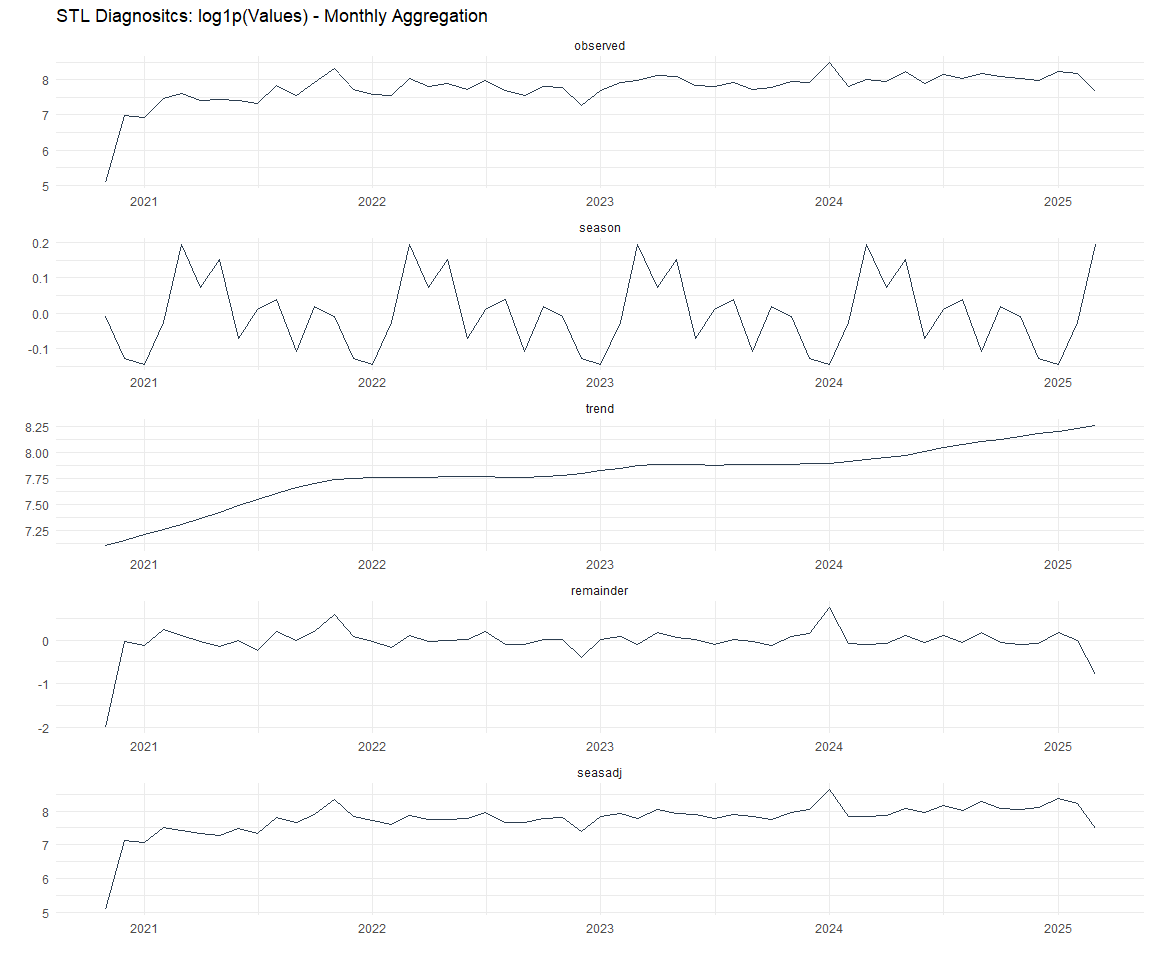 STL Diagnositcs: log1p(Values) - Monthly Aggregation
observed
8
7
6
5
2021 2022 2023 2024 2025
season
0.2
0.1
0.0
-0.1
2021 2022 2023 2024 2025
trend
8.25
8.00
7.75
7.50
7.25
2021 2022 2023 2024 2025
remainder
0
-1
-2
2021 2022 2023 2024 2025
seasadj
8
7
6
5
2021 2022 2023 2024 2025